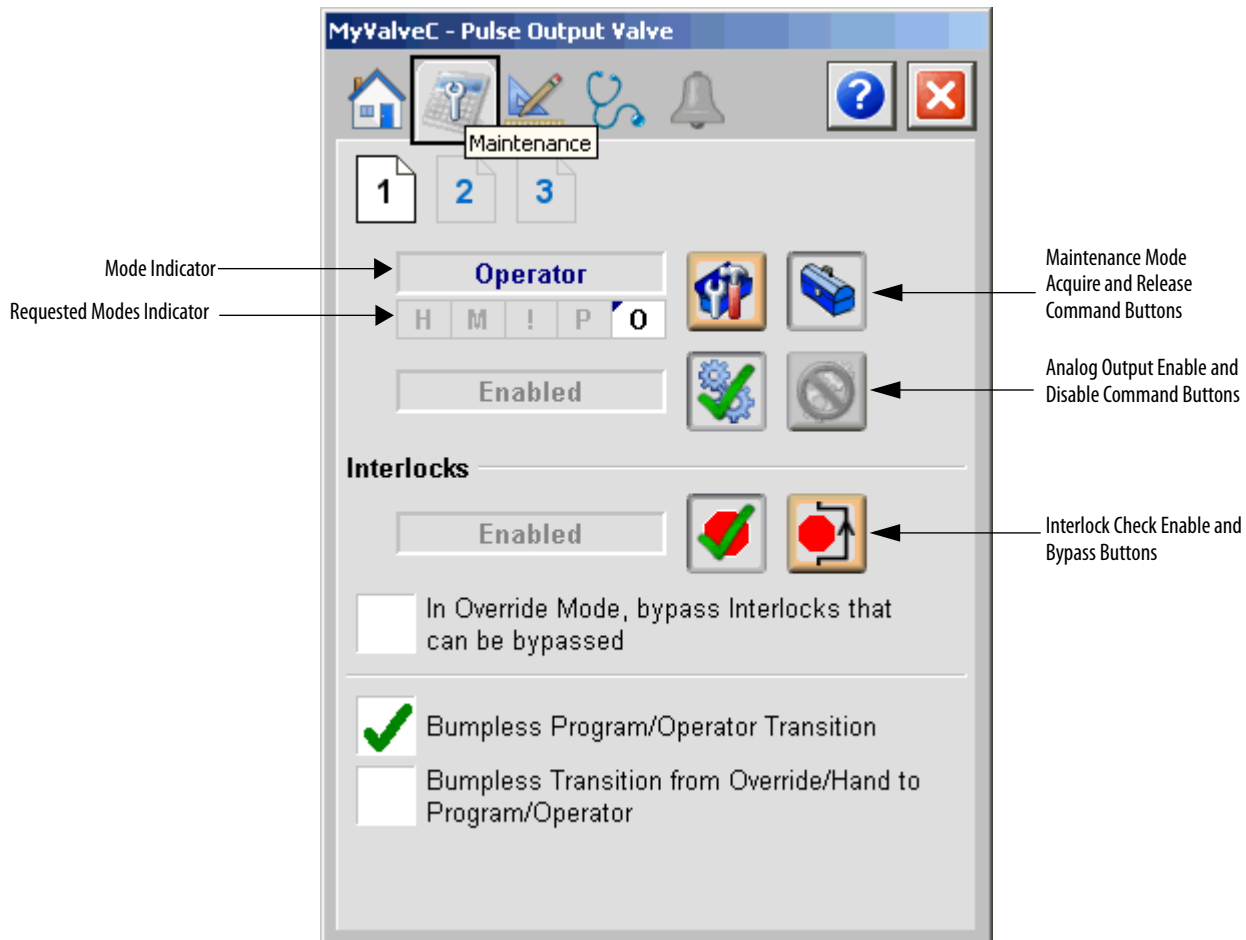 MyValveC - Pulse Output Valve
?
Maintenance
1 2 3
Mode Indicator
Operator
Requested Modes Indicator
H M ! P O
Maintenance Mode
Acquire and Release
Command Buttons
Enabled
Analog Output Enable and
Disable Command Buttons
Interlocks
Enabled
Interlock Check Enable and
Bypass Buttons
In Override Mode, bypass Interlocks that
can be bypassed
Bumpless Program/Operator Transition
Bumpless Transition from Override/Hand to
Program/Operator